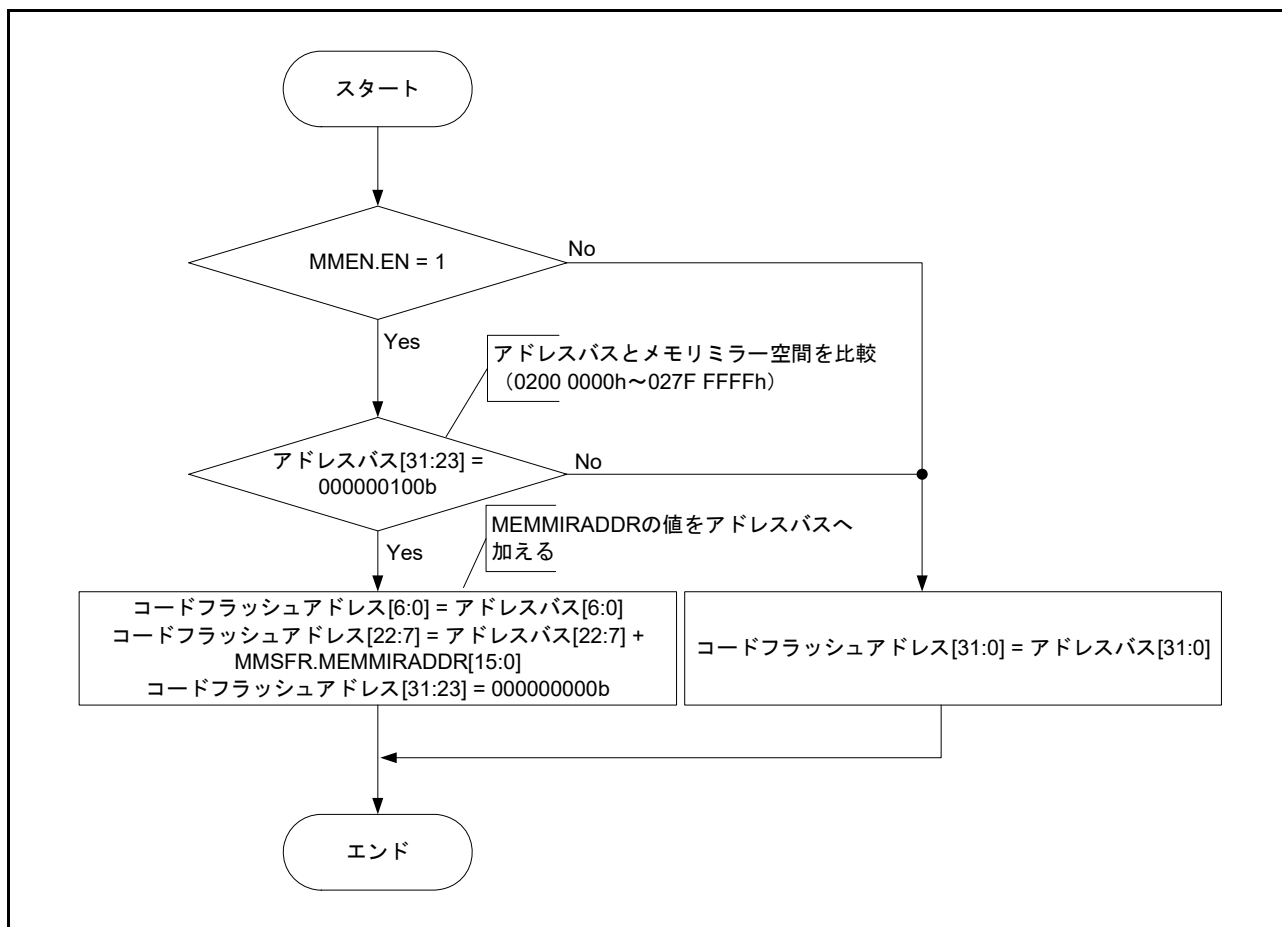 スタート
MMEN.EN = 1
No
Yes
アドレスバスとメモリミラー空間を比較
（0200 0000h～027F FFFFh）
アドレスバス[31:23] =
000000100b
No
Yes
MEMMIRADDRの値をアドレスバスへ
加える
コードフラッシュアドレス[6:0] = アドレスバス[6:0]
コードフラッシュアドレス[22:7] = アドレスバス[22:7] +
MMSFR.MEMMIRADDR[15:0]
コードフラッシュアドレス[31:23] = 000000000b
コードフラッシュアドレス[31:0] = アドレスバス[31:0]
エンド